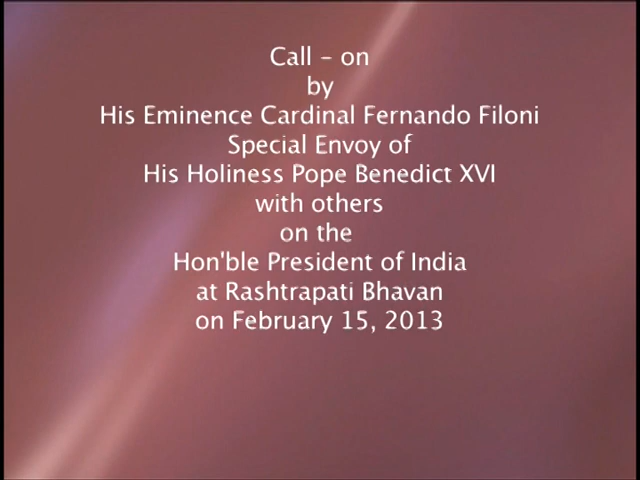 Call – on
by
His Eminence Cardinal Fernando Filoni
Special Envoy of
His Holiness Pope Benedict XVI
with others
on the
Hon'ble President of India
at Rashtrapati Bhavan
on February 15, 2013